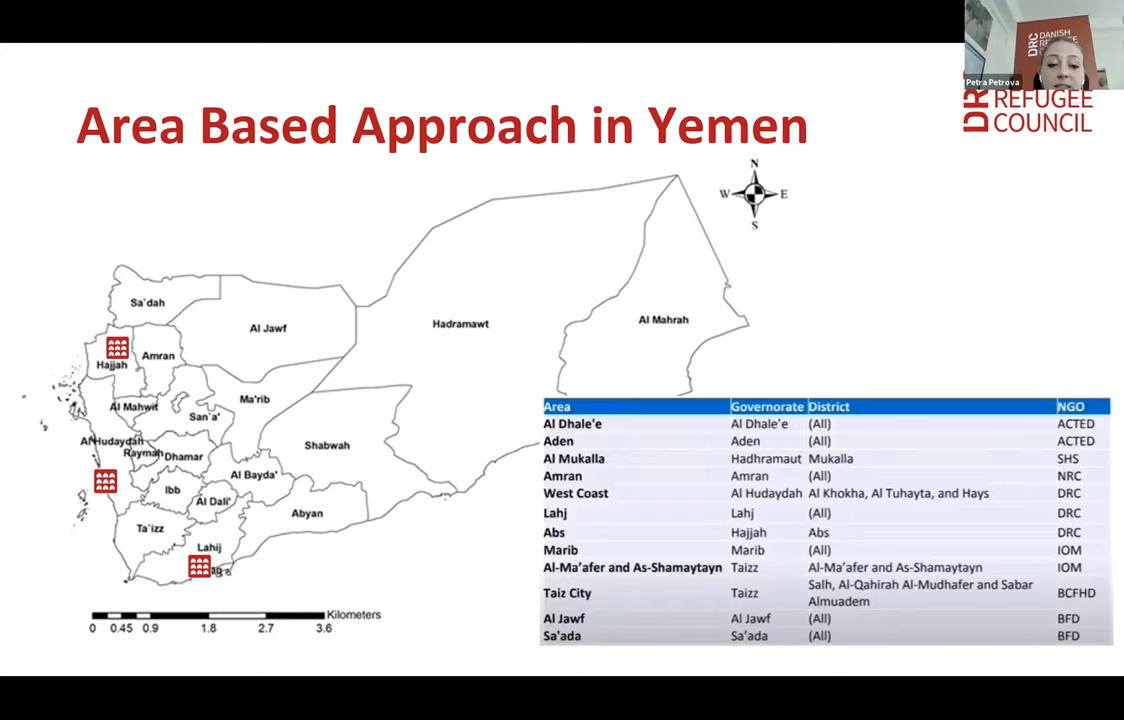 DRC DANISH
REFUGEE
Petra Petrova
REFUGEE
COUNCIL
Area Based Approach in Yemen
N
W E
S
Sa`dah
Al Jawf
Hadramawt
Al Mahrah
Hajjah
Amran
Al Mahwit
San`a'
Ma'rib
Al Hudaydah
Raymah
Dhamar
Shabwah
Al Bayda'
Ibb
Al Dali'
Abyan
Ta`izz
Lahij
Kilometers
0 0.45 0.9 1.8 2.7 3.6
Area Governorate District NGO
Al Dhale'e Al Dhale’e (All) ACTED
Aden Aden (All) ACTED
Al Mukalla Hadhramaut Mukalla SHS
Amran Amran (All) NRC
West Coast Al Hudaydah Al Khokha, Al Tuhayta, and Hays DRC
Lahj Lahj (All) DRC
Abs Hajjah Abs DRC
Marib Marib (All) IOM
Al-Ma’afer and As-Shamaytayn Taizz Al-Ma’afer and As-Shamaytayn IOM
Taiz City Taizz Salh, Al-Qahirah Al-Mudhafer and Sabar
Almuadem BCFHD
Al Jawf Al Jawf (All) BFD
Sa'ada Sa’ada (All) BFD